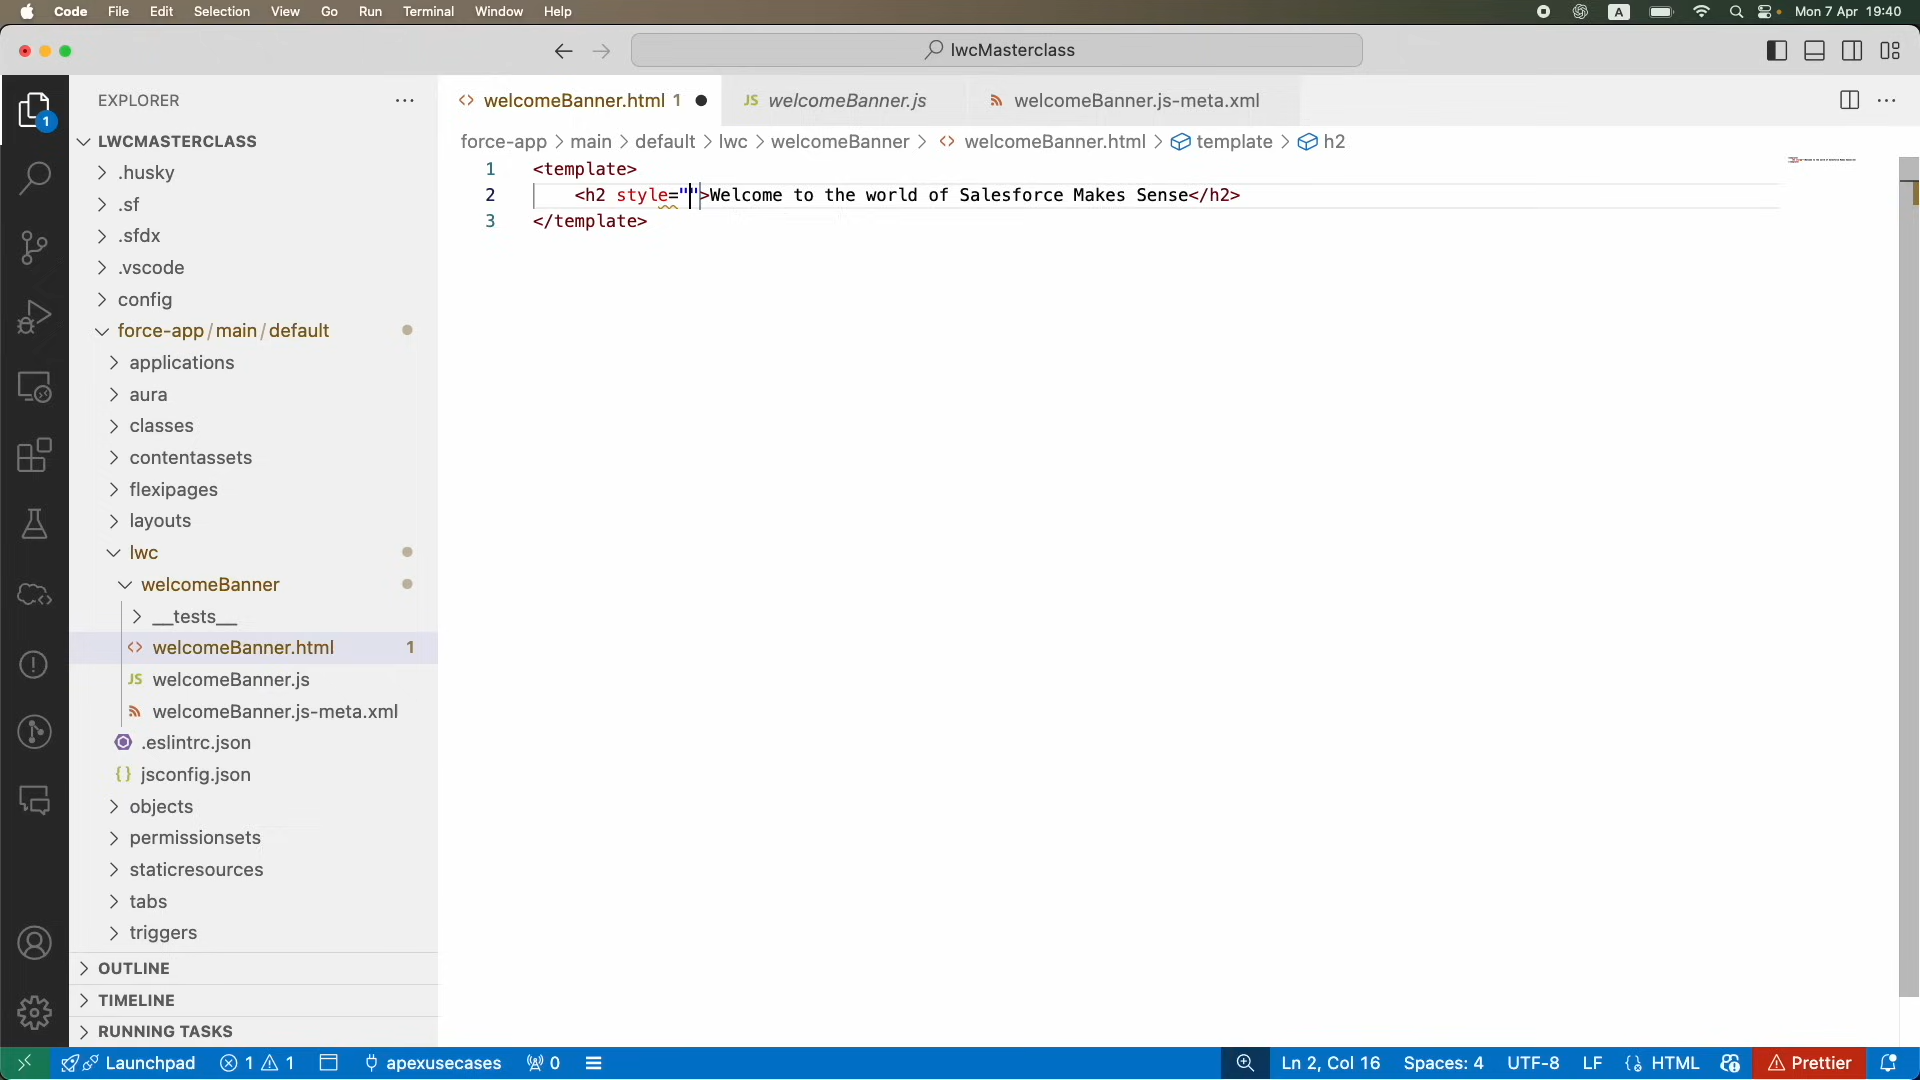 Code File Edit Selection View Go Run Terminal Window Help A Mon 7 Apr 19:40
lwcMasterclass
EXPLORER
1
LWCMASTERCLASS
.husky
.sf
.sfdx
.vscode
config
force-app/main/default
applications
aura
classes
contentassets
flexipages
layouts
lwc
welcomeBanner
__tests__
welcomeBanner.html 1
JS welcomeBanner.js
welcomeBanner.js-meta.xml
.eslintrc.json
{} jsconfig.json
objects
permissionsets
staticresources
tabs
triggers
OUTLINE
TIMELINE
RUNNING TASKS
<> welcomeBanner.html 1 JS welcomeBanner.js welcomeBanner.js-meta.xml
force-app > main > default > lwc > welcomeBanner > <> welcomeBanner.html > template > h2
1 <template>
2 <h2 style="">Welcome to the world of Salesforce Makes Sense</h2>
3 </template>
Launchpad 1 1 apexusecases 0 Ln 2, Col 16 Spaces: 4 UTF-8 LF HTML Prettier